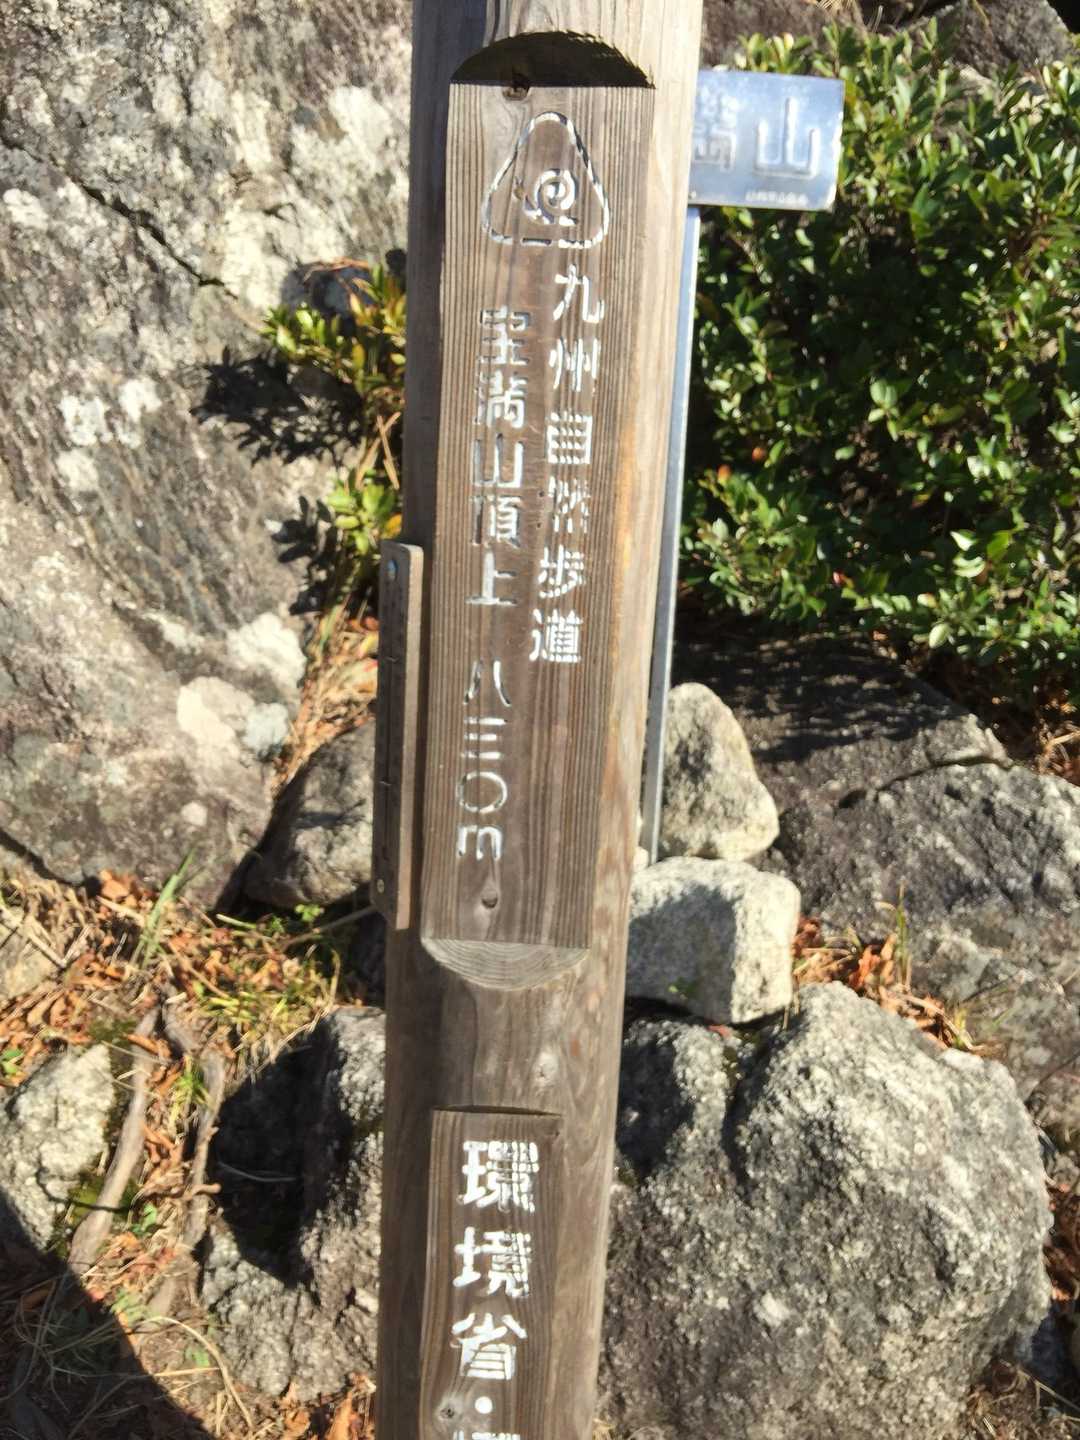 九州自然歩道
宝満山頂上 八三〇m
環境省・
満山